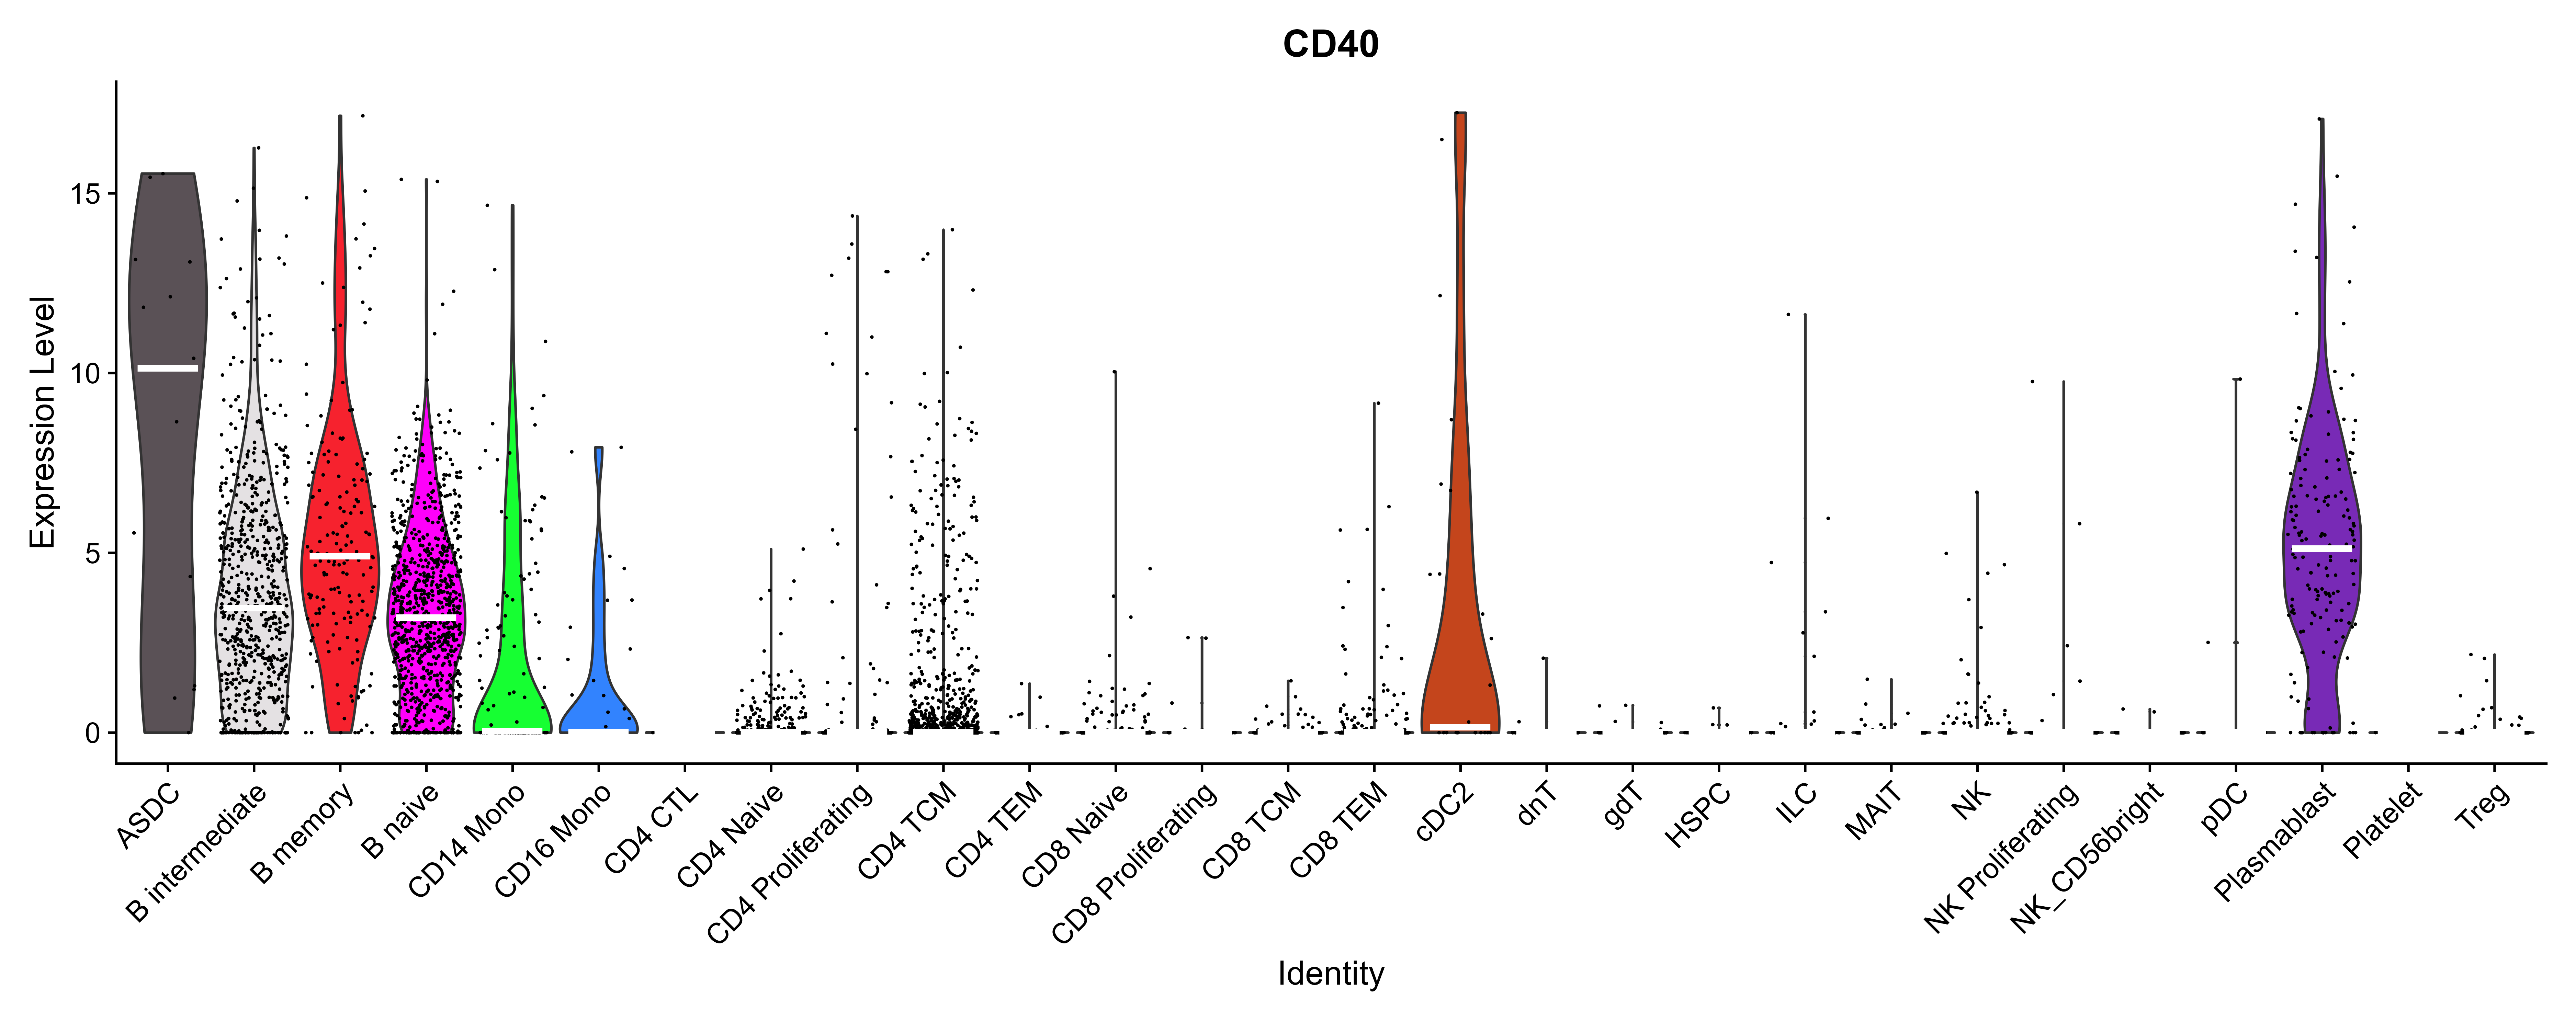 CD40
Expression Level
15
10
5
0
ASDC
B intermediate
B memory
B naive
CD14 Mono
CD16 Mono
CD4 CTL
CD4 Naive
CD4 Proliferating
CD4 TCM
CD4 TEM
CD8 Naive
CD8 Proliferating
CD8 TCM
CD8 TEM
cDC2
dnT
gdT
HSPC
ILC
MAIT
NK
NK Proliferating
NK_CD56bright
pDC
Plasmablast
Platelet
Treg
Identity